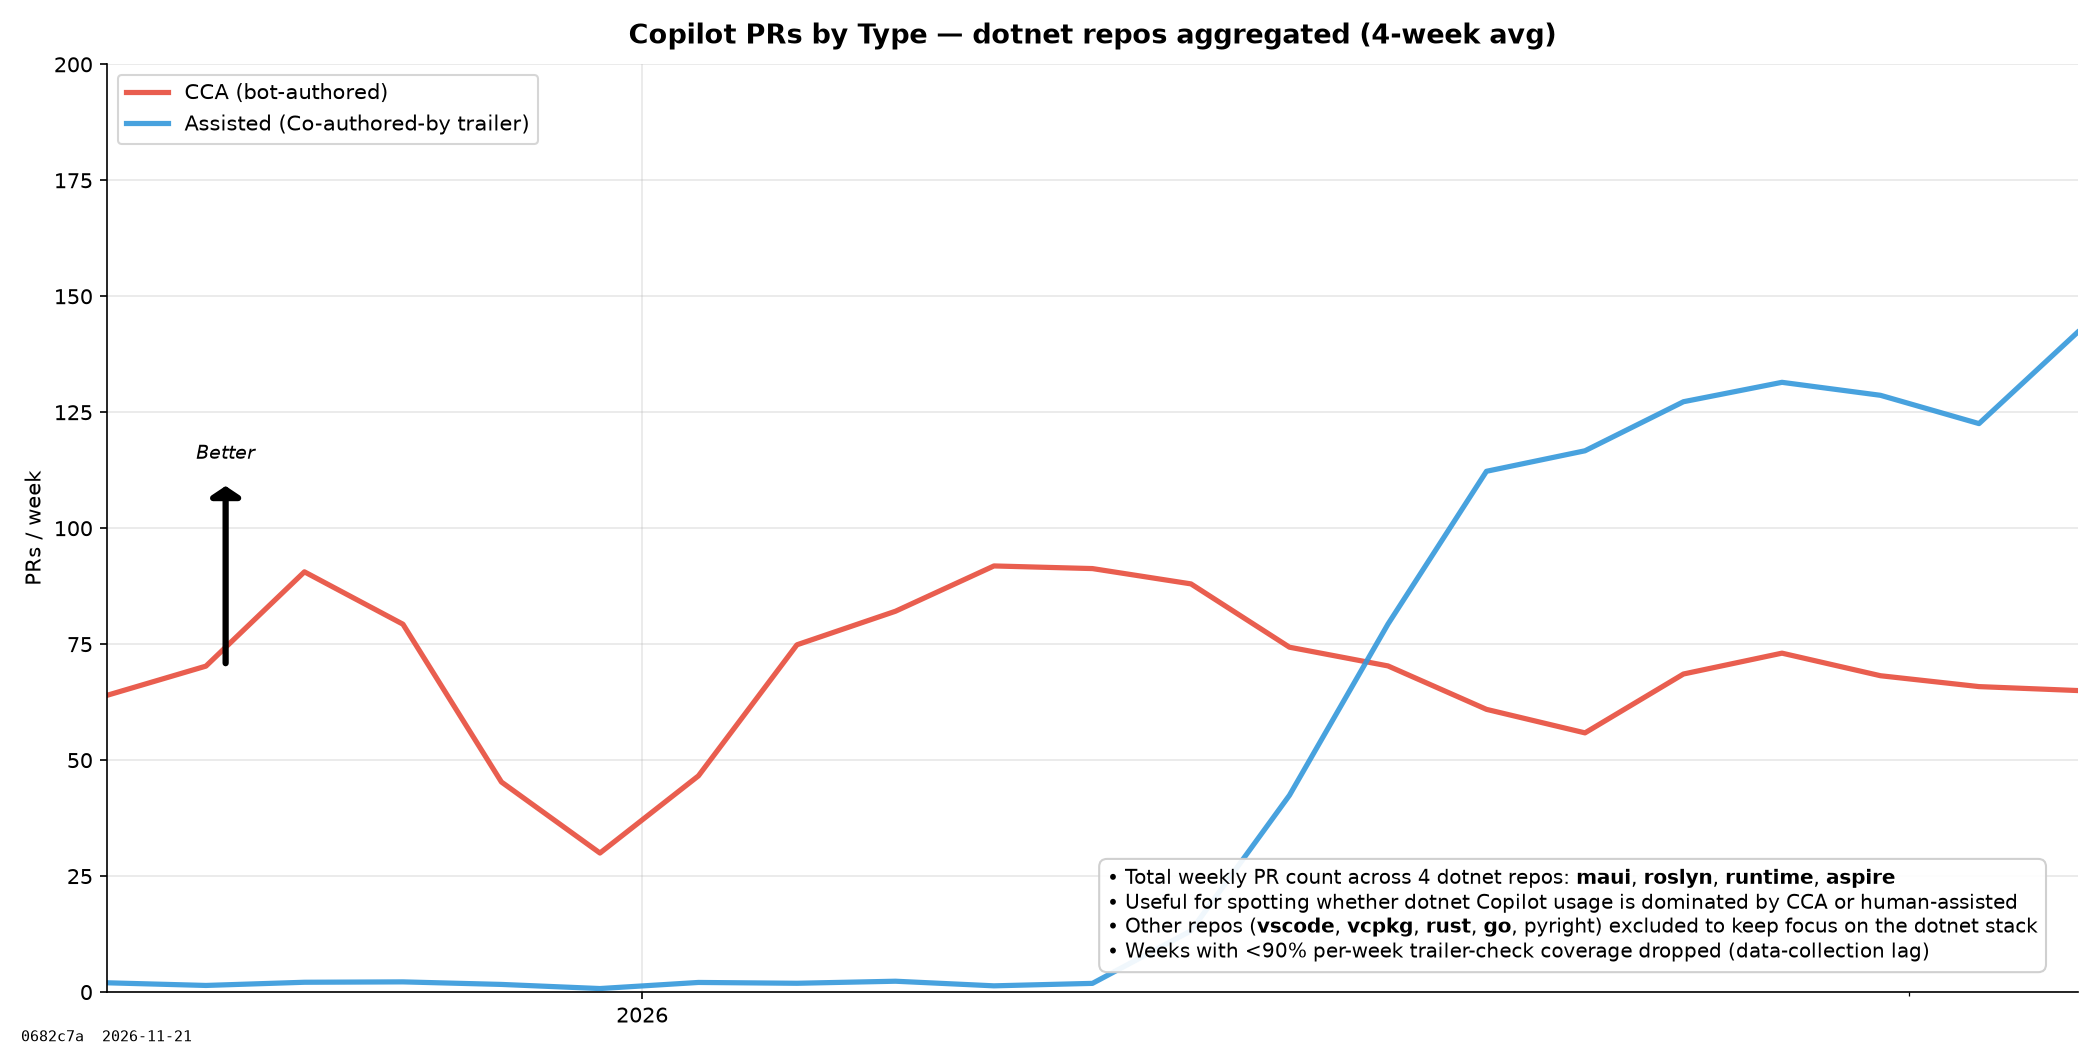 Copilot PRs by Type — dotnet repos aggregated (4-week avg)
200
175
150
125
100
75
50
25
0
PRs / week
CCA (bot-authored)
Assisted (Co-authored-by trailer)
Better
• Total weekly PR count across 4 dotnet repos: maui, roslyn, runtime, aspire
• Useful for spotting whether dotnet Copilot usage is dominated by CCA or human-assisted
• Other repos (vscode, vcpkg, rust, go, pyright) excluded to keep focus on the dotnet stack
• Weeks with <90% per-week trailer-check coverage dropped (data-collection lag)
2026
0682c7a 2026-11-21